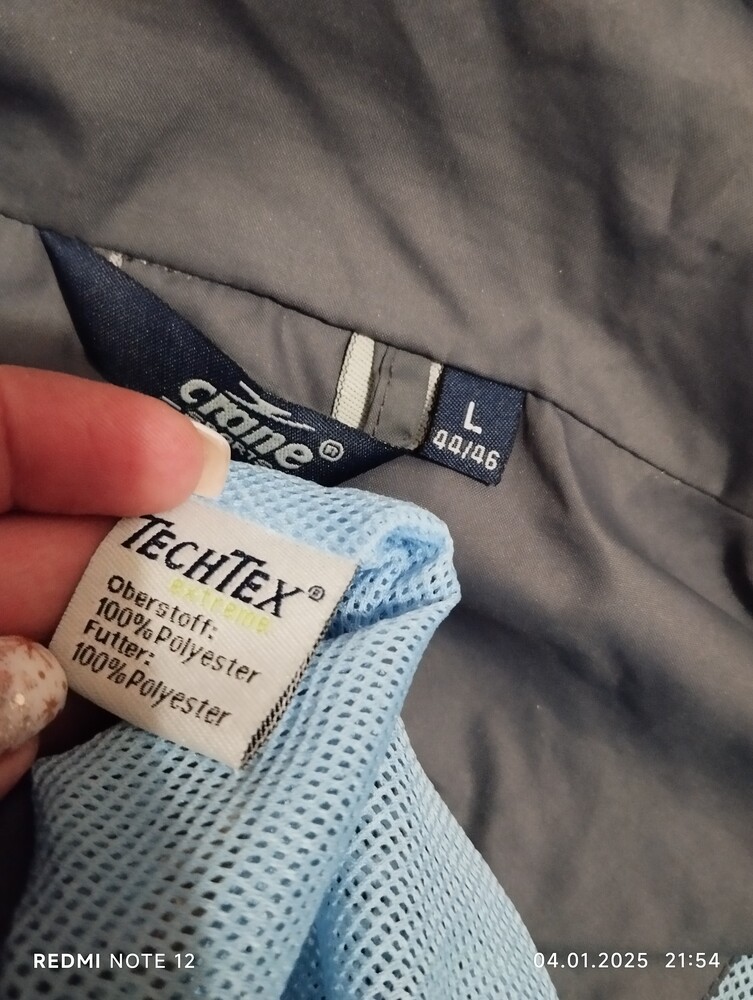 crane
®
L
44/46
TECHTEX®
extreme
Oberstoff:
100% Polyester
Futter:
100% Polyester
REDMI NOTE 12
04.01.2025 21:54